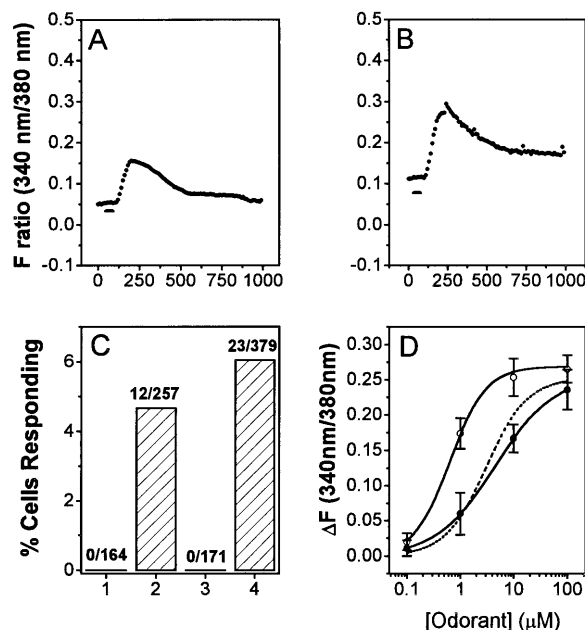 A
B
F ratio (340 nm/380 nm)
0.5
0.4
0.3
0.2
0.1
0.0
-0.1
0 250 500 750 1000
0.5
0.4
0.3
0.2
0.1
0.0
-0.1
0 250 500 750 1000
C
D
% Cells Responding
6
4
2
0
0/164
12/257
0/171
23/379
1 2 3 4
ΔF (340nm/380nm)
0.30
0.25
0.20
0.15
0.10
0.05
0.00
0.1 1 10 100
[Odorant] (μM)